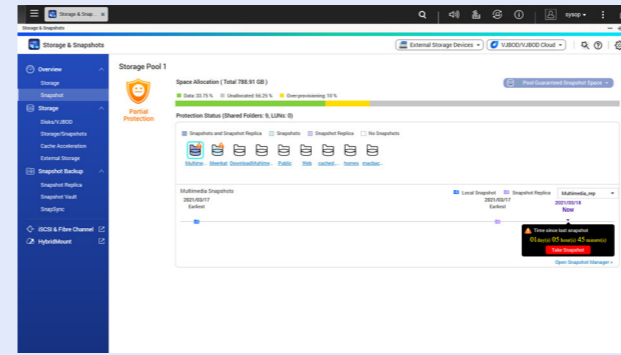 Storage & Snap...
sysop
Storage & Snapshots
Storage & Snapshots
External Storage Devices
VJBOD/VJBOD Cloud
Overview
Storage
Snapshot
Storage
Disks/VJBOD
Storage/Snapshots
Cache Acceleration
External Storage
Snapshot Backup
Snapshot Replica
Snapshot Vault
SnapSync
iSCSI & Fibre Channel
HybridMount
Storage Pool 1
Partial
Protection
Space Allocation ( Total 788.91 GB )
Pool Guaranteed Snapshot Space
Data: 33.75 % Unallocated: 56.25 % Over-provisioning: 10 %
Protection Status (Shared Folders: 9, LUNs: 0)
Snapshots and Snapshot Replica Snapshots Snapshot Replica No Snapshots
Multime... Download Multime... Public Web cached... homes macbac...
Multimedia Snapshots
Local Snapshot Snapshot Replica Multimedia_rep
2021/03/17
Earliest
2021/03/17
Earliest
2021/03/18
Now
Time since last snapshot
01 day(s) 05 hour(s) 45 minute(s)
Take Snapshot
Open Snapshot Manager >